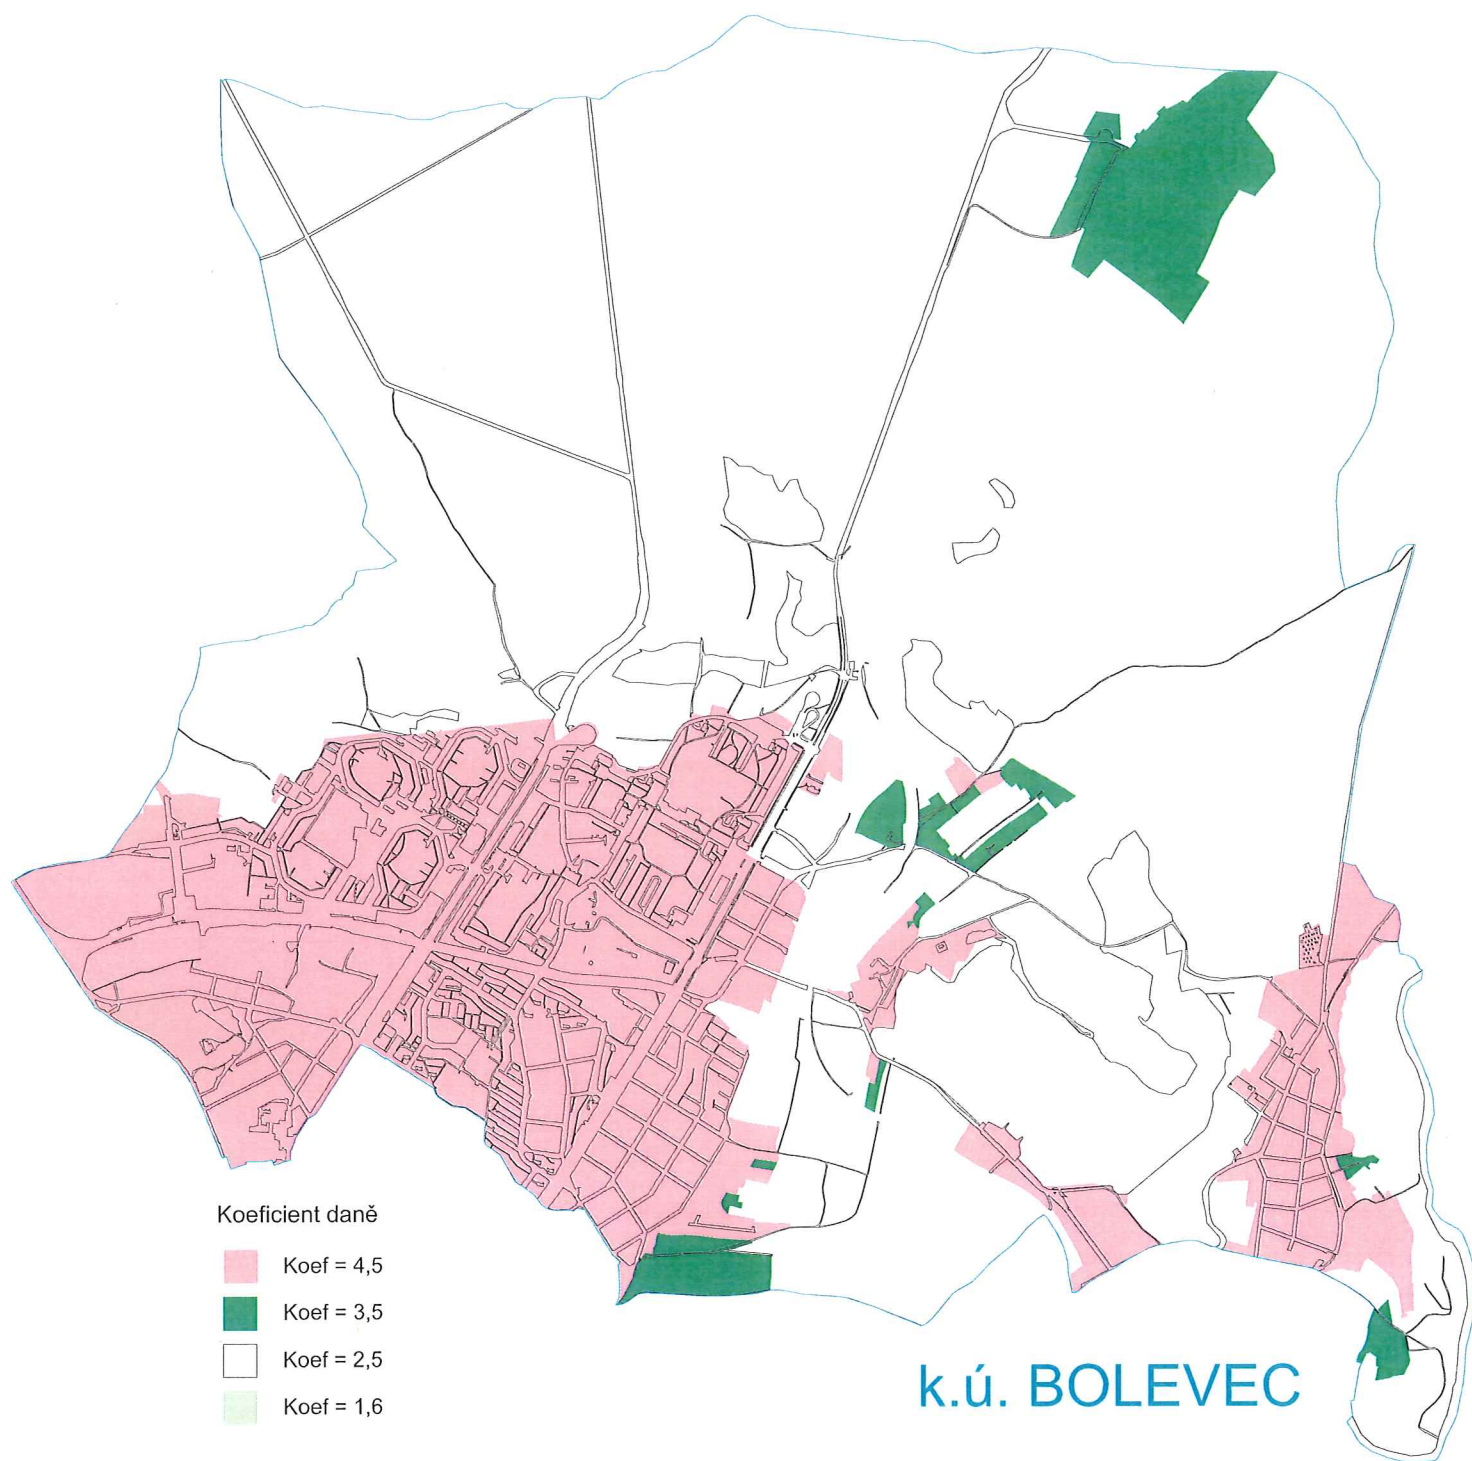 Koeficient daně
Koef = 4,5
Koef = 3,5
Koef = 2,5
Koef = 1,6
k.ú. BOLEVEC